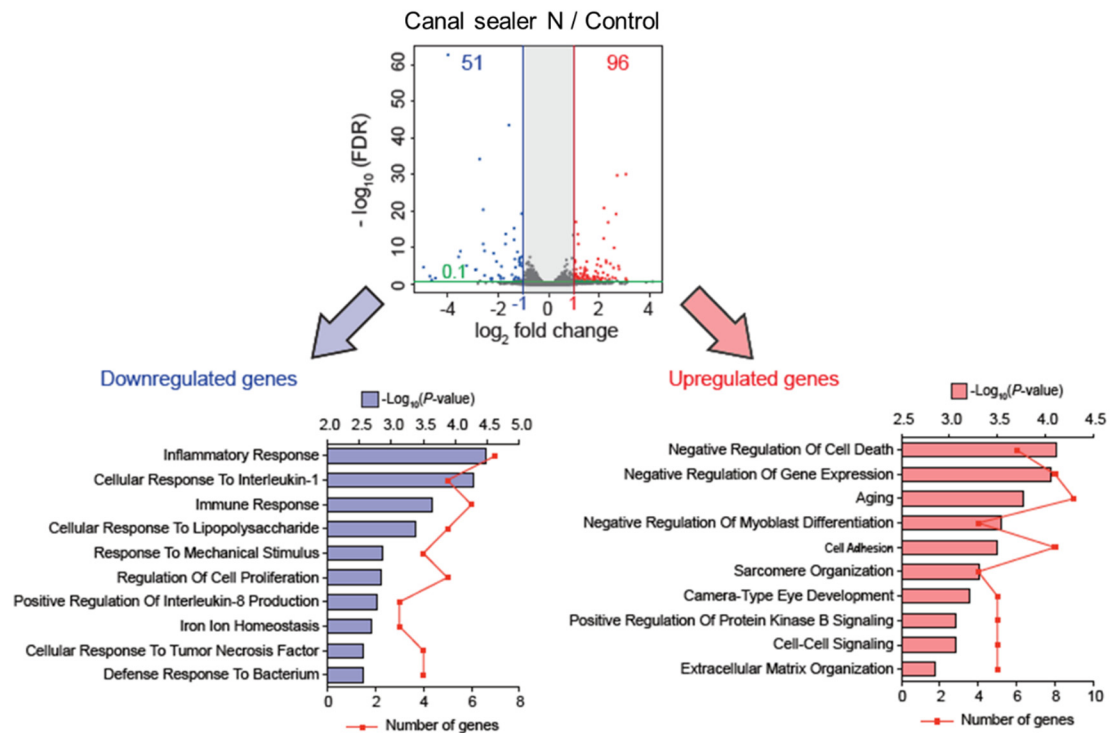 Canal sealer N / Control
51
96
- log10 (FDR)
60
50
40
30
20
10
0
0.1
-4
-2
-1
0
1
2
4
log2 fold change
Downregulated genes
-Log10(P-value)
2.0 2.5 3.0 3.5 4.0 4.5 5.0
Inflammatory Response
Cellular Response To Interleukin-1
Immune Response
Cellular Response To Lipopolysaccharide
Response To Mechanical Stimulus
Regulation Of Cell Proliferation
Positive Regulation Of Interleukin-8 Production
Iron Ion Homeostasis
Cellular Response To Tumor Necrosis Factor
Defense Response To Bacterium
0 2 4 6 8
Number of genes
Upregulated genes
-Log10(P-value)
2.5 3.0 3.5 4.0 4.5
Negative Regulation Of Cell Death
Negative Regulation Of Gene Expression
Aging
Negative Regulation Of Myoblast Differentiation
Cell Adhesion
Sarcomere Organization
Camera-Type Eye Development
Positive Regulation Of Protein Kinase B Signaling
Cell-Cell Signaling
Extracellular Matrix Organization
0 2 4 6 8 10
Number of genes